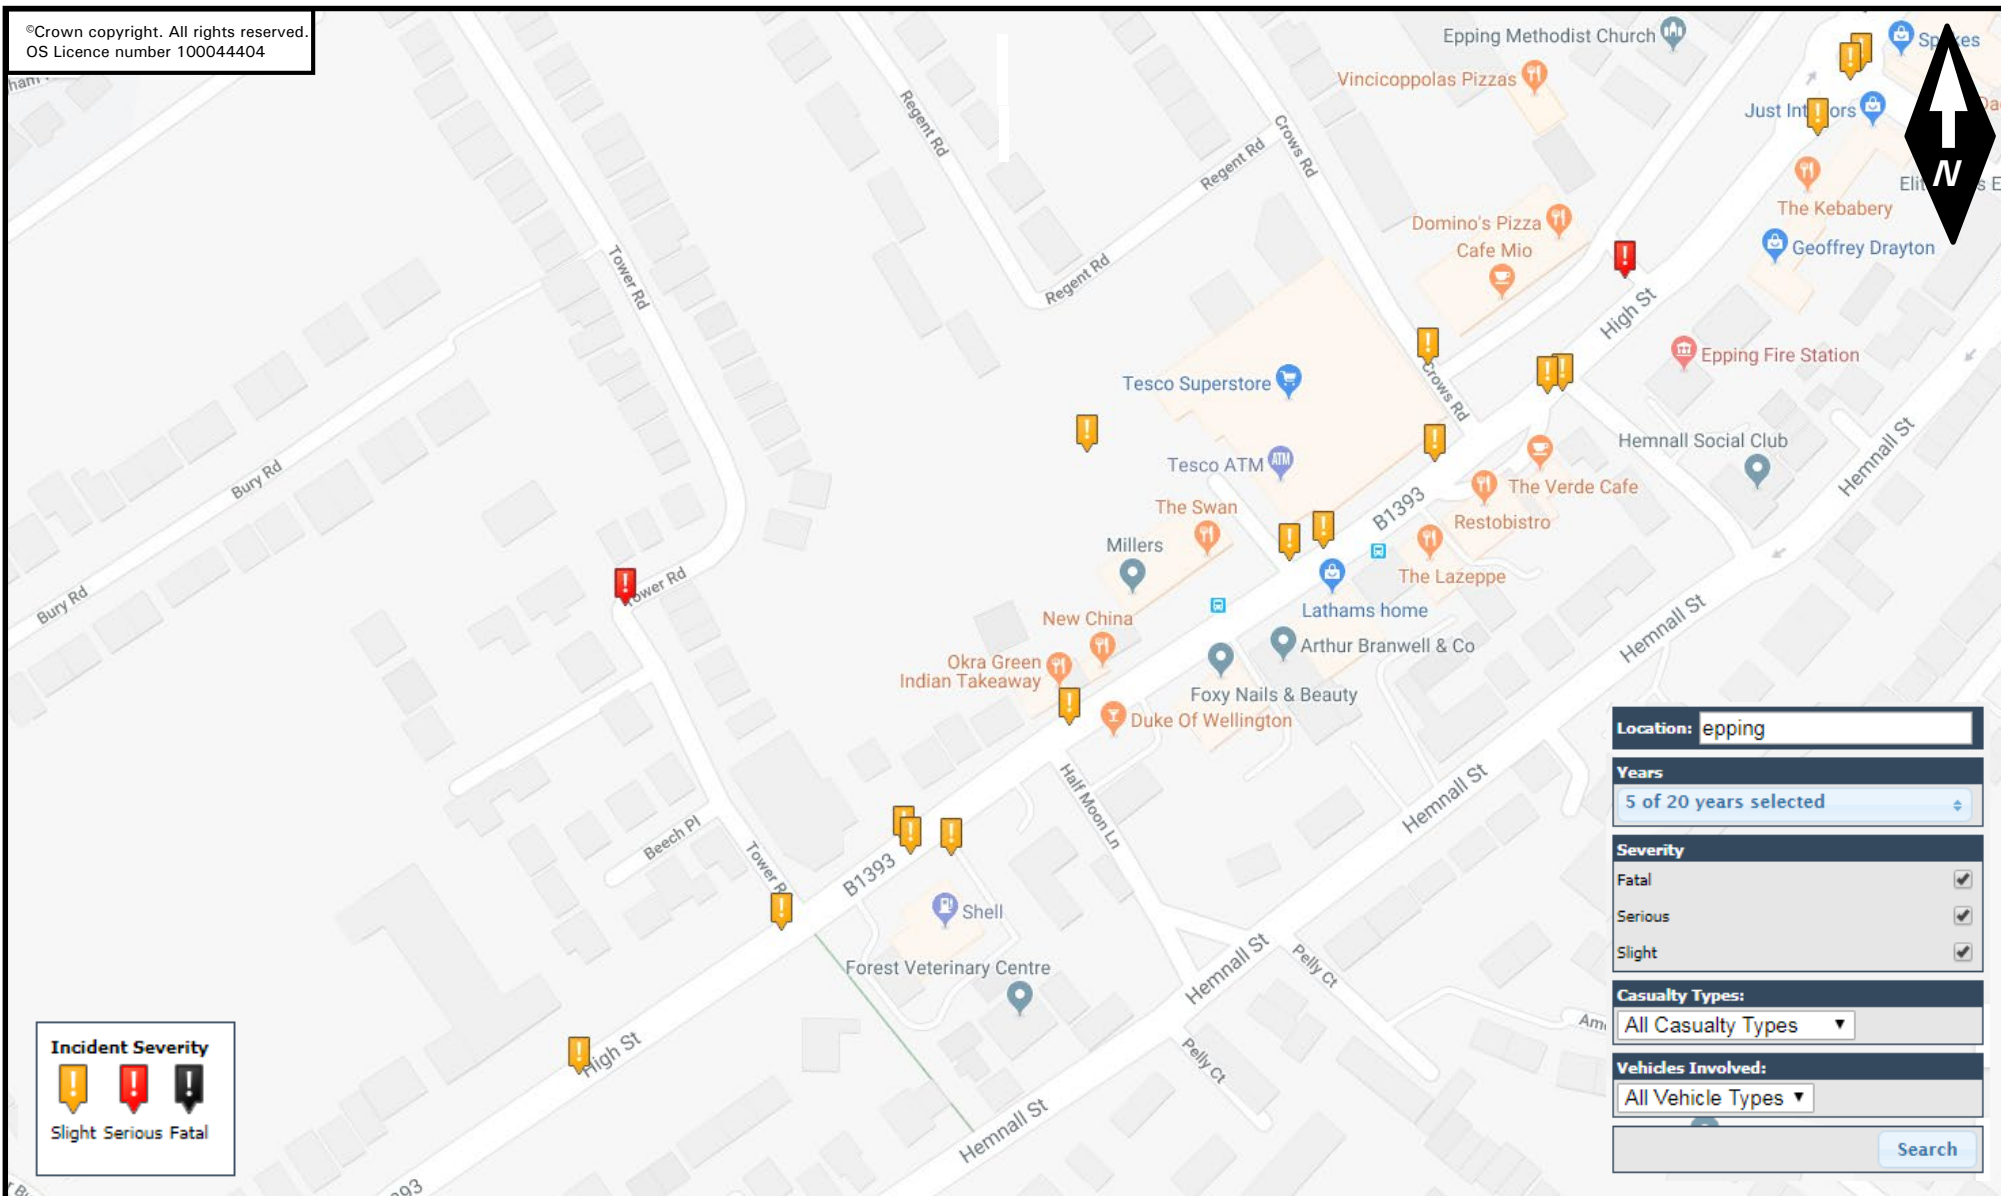 ©Crown copyright. All rights reserved.
OS Licence number 100044404
Epping Methodist Church
Vincicoppolas Pizzas
Just Int ors
The Kebabery
Geoffrey Drayton
N
Regent Rd
Crows Rd
Regent Rd
Domino's Pizza
Cafe Mio
Regent Rd
Tower Rd
High St
Epping Fire Station
Tesco Superstore
Crows Rd
Hemnall Social Club
Hemnall St
Tesco ATM
ATM
The Verde Cafe
Bury Rd
B1393
Restobistro
The Swan
Millers
The Lazeppe
Bury Rd
Tower Rd
Lathams home
New China
Hemnall St
Arthur Branwell & Co
Okra Green
Indian Takeaway
Foxy Nails & Beauty
Duke Of Wellington
Half Moon Ln
Hemnall St
Beech Pl
Tower R
B1393
Shell
Forest Veterinary Centre
Hemnall St
Pelly Ct
High St
Pelly Ct
Hemnall St
Incident Severity
Slight Serious Fatal
Location: epping
Years
5 of 20 years selected
Severity
Fatal
Serious
Slight
Casualty Types:
All Casualty Types
Vehicles Involved:
All Vehicle Types
Search